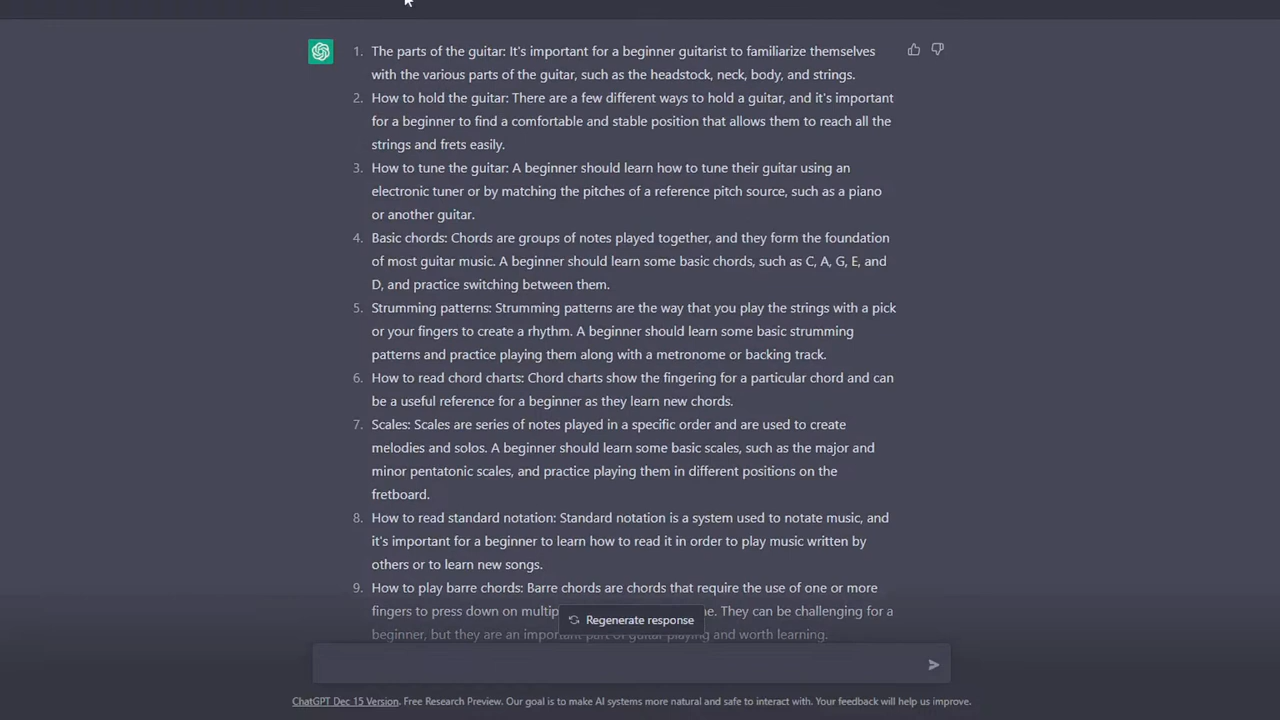 1. The parts of the guitar: It's important for a beginner guitarist to familiarize themselves
with the various parts of the guitar, such as the headstock, neck, body, and strings.
2. How to hold the guitar: There are a few different ways to hold a guitar, and it's important
for a beginner to find a comfortable and stable position that allows them to reach all the
strings and frets easily.
3. How to tune the guitar: A beginner should learn how to tune their guitar using an
electronic tuner or by matching the pitches of a reference pitch source, such as a piano
or another guitar.
4. Basic chords: Chords are groups of notes played together, and they form the foundation
of most guitar music. A beginner should learn some basic chords, such as C, A, G, E, and
D, and practice switching between them.
5. Strumming patterns: Strumming patterns are the way that you play the strings with a pick
or your fingers to create a rhythm. A beginner should learn some basic strumming
patterns and practice playing them along with a metronome or backing track.
6. How to read chord charts: Chord charts show the fingering for a particular chord and can
be a useful reference for a beginner as they learn new chords.
7. Scales: Scales are series of notes played in a specific order and are used to create
melodies and solos. A beginner should learn some basic scales, such as the major and
minor pentatonic scales, and practice playing them in different positions on the
fretboard.
8. How to read standard notation: Standard notation is a system used to notate music, and
it's important for a beginner to learn how to read it in order to play music written by
others or to learn new songs.
9. How to play barre chords: Barre chords are chords that require the use of one or more
fingers to press down on They can be challenging for a
Regenerate response
beginner, but they are an important part of guitar playing and worth learning.
ChatGPT Dec 15 Version. Free Research Preview. Our goal is to make AI systems more natural and safe to interact with. Your feedback will help us improve.